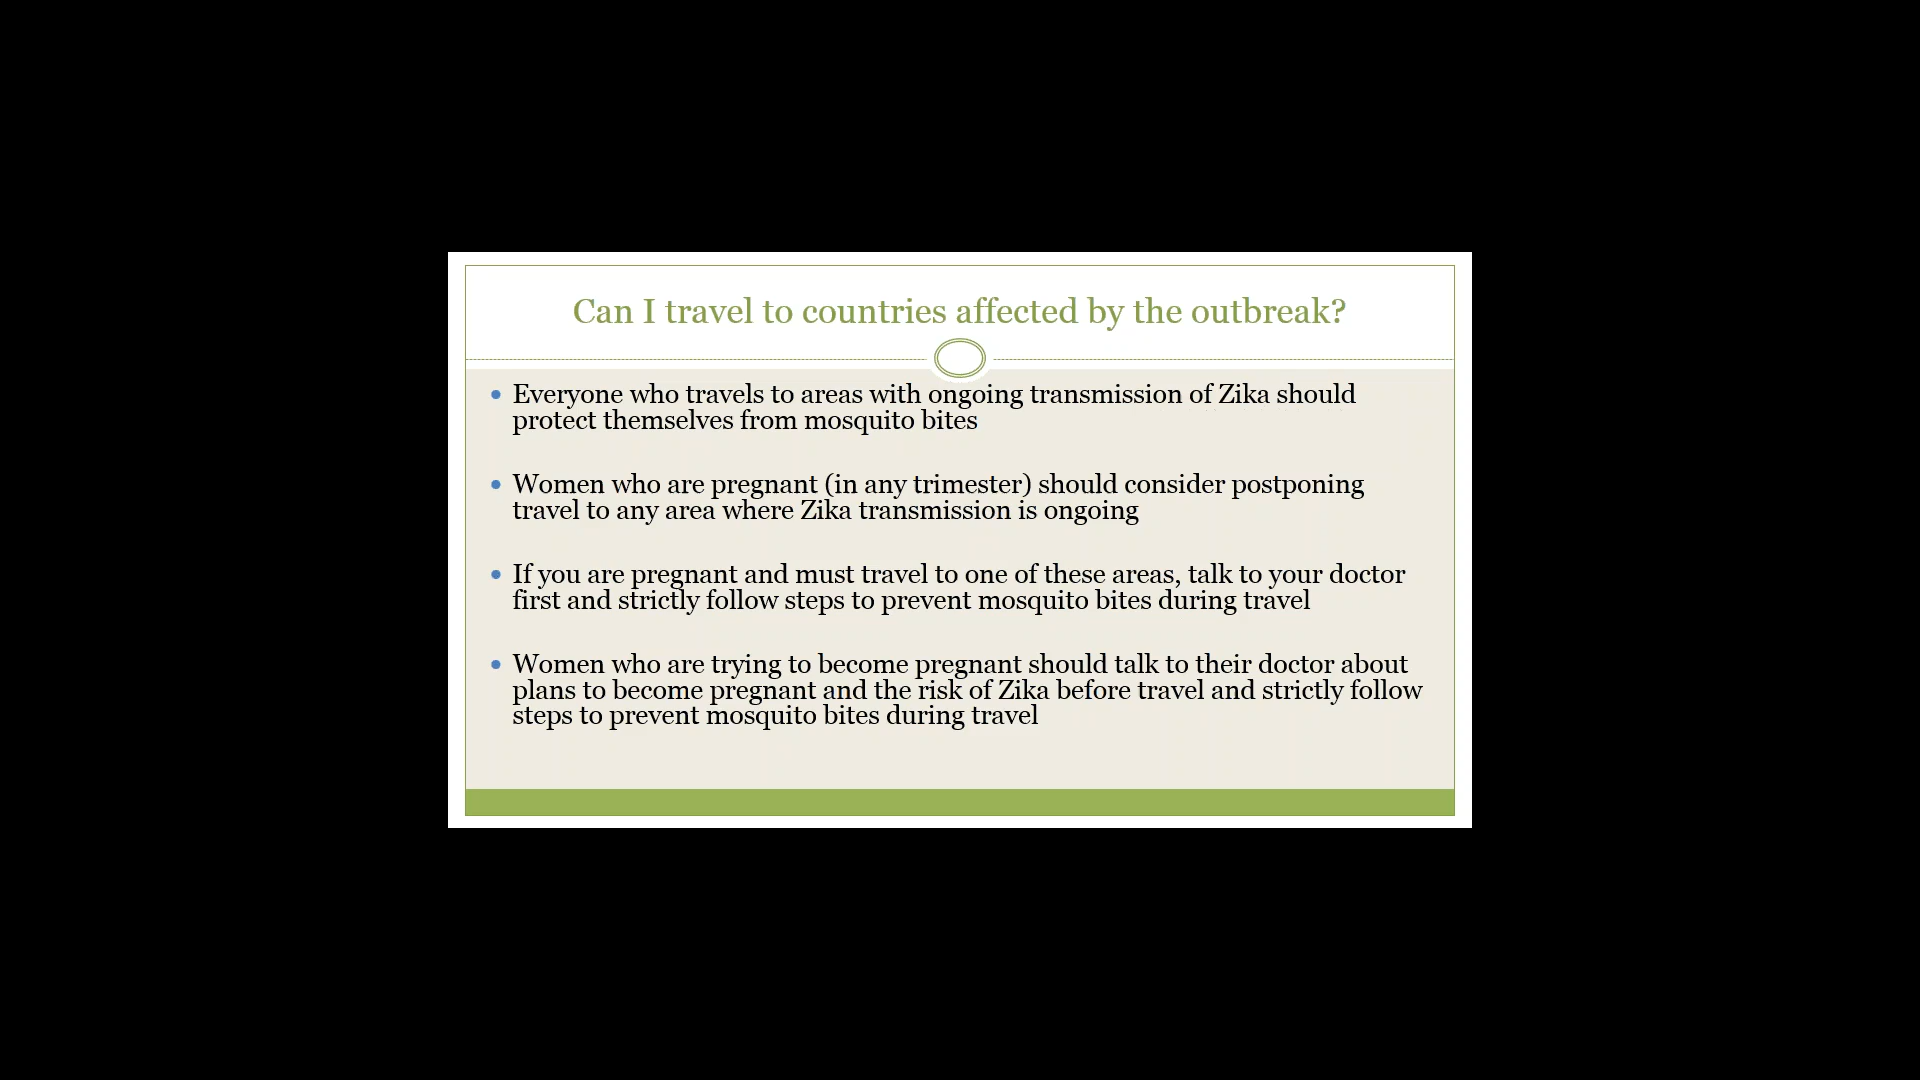 Can I travel to countries affected by the outbreak?
• Everyone who travels to areas with ongoing transmission of Zika should
protect themselves from mosquito bites
• Women who are pregnant (in any trimester) should consider postponing
travel to any area where Zika transmission is ongoing
• If you are pregnant and must travel to one of these areas, talk to your doctor
first and strictly follow steps to prevent mosquito bites during travel
• Women who are trying to become pregnant should talk to their doctor about
plans to become pregnant and the risk of Zika before travel and strictly follow
steps to prevent mosquito bites during travel